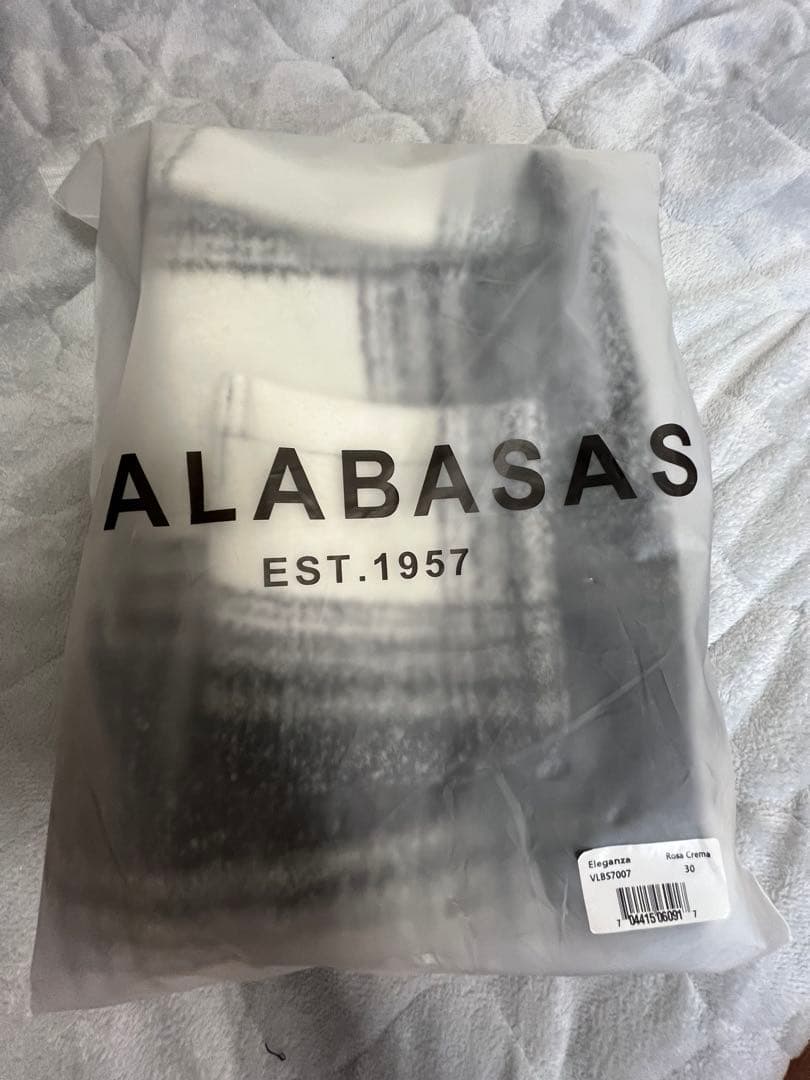 ALABASAS
EST.1957
Eleganza Rosa Crema
VLBS7007 30
7 04415 06091 7